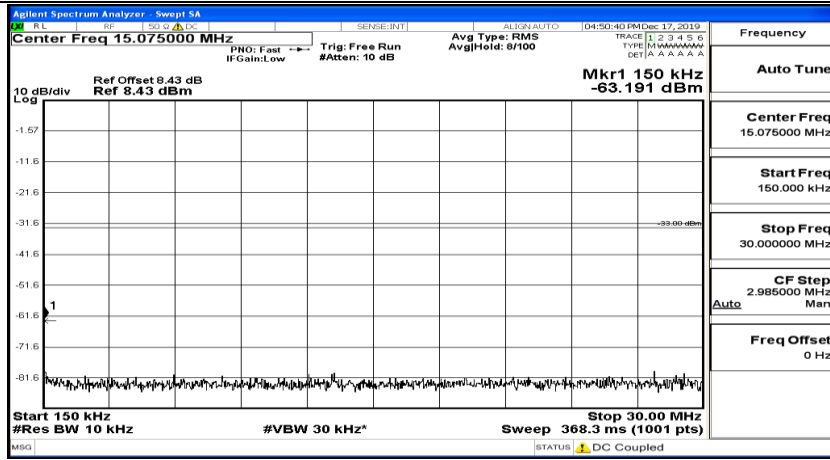 Agilent Spectrum Analyzer - Swept SA
LXI RL RF 50 Ω DC SENSE:INT ALIGN AUTO 04:50:40 PM Dec 17, 2019
Center Freq 15.075000 MHz
PNO: Fast
IFGain:Low
Trig: Free Run
#Atten: 10 dB
Avg Type: RMS
Avg|Hold: 8/100
TRACE 1 2 3 4 5 6
TYPE M WWWWW
DET A A A A A A
Ref Offset 8.43 dB
Ref 8.43 dBm
10 dB/div
Log
Mkr1 150 kHz
-63.191 dBm
-1.57
-11.6
-21.6
-31.6
-33.00 dBm
-41.6
-51.6
1
-61.6
-71.6
-81.6
Start 150 kHz
Stop 30.00 MHz
#Res BW 10 kHz
#VBW 30 kHz*
Sweep 368.3 ms (1001 pts)
MSG
STATUS DC Coupled
Frequency
Auto Tune
Center Freq
15.075000 MHz
Start Freq
150.000 kHz
Stop Freq
30.000000 MHz
CF Step
2.985000 MHz
Auto Man
Freq Offset
0 Hz